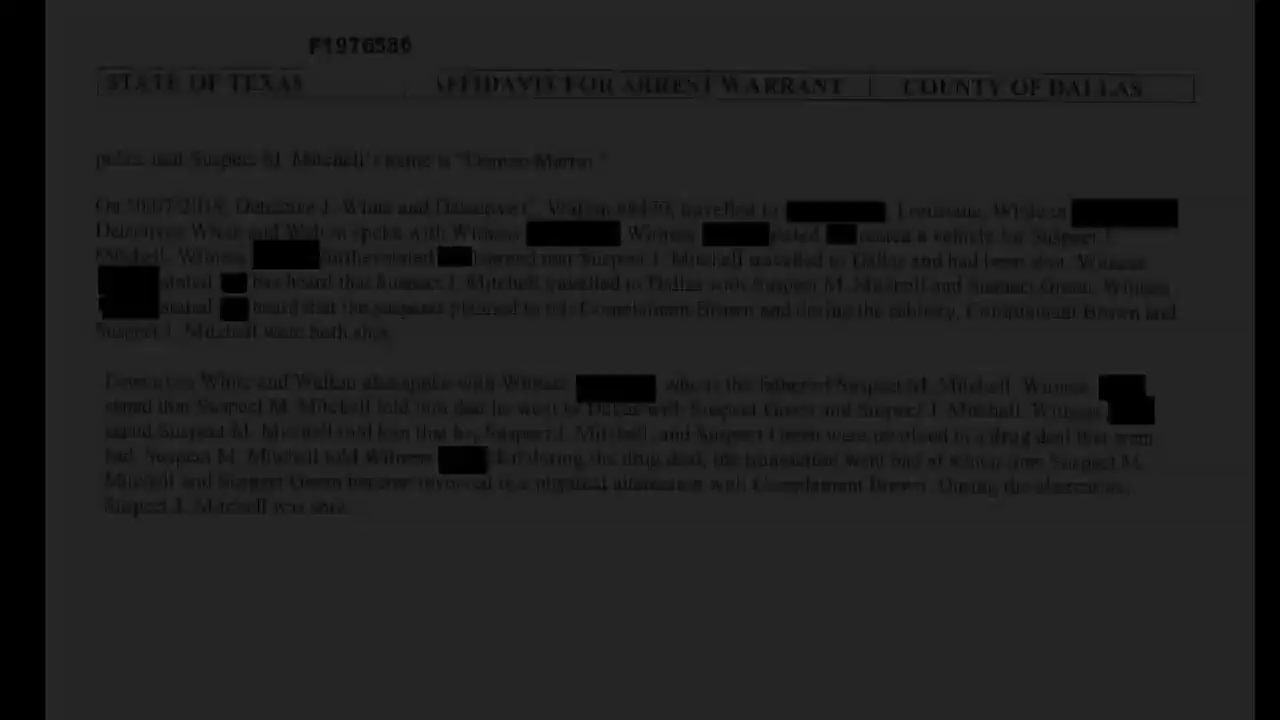 F1976586
STATE OF TEXAS AFFIDAVIT FOR ARREST WARRANT COUNTY OF DALLAS
police that Suspect M. Mitchell's name is
Detective J. White and Detective C. Walton travelled to Louisiana, Witness
Detectives White and Walton spoke with Witness Witness stated a vehicle for Suspect J.
Mitchell. Witness further stated learned that Suspect J. Mitchell travelled to Dallas and had been shot. Witness
stated has heard that Suspect J. Mitchell travelled to Dallas with Suspect M. Mitchell and Suspect Green. Witness
stated heard that the suspects planned to rob Complainant Brown and during the robbery, Complainant Brown and
Suspect J. Mitchell were both shot.
Detectives White and Walton also spoke with Witness who is the father of Suspect M. Mitchell. Witness
stated that Suspect M. Mitchell told him that he went to Dallas with Suspect Green and Suspect J. Mitchell. Witness
stated Suspect M. Mitchell told him that he, Suspect J. Mitchell, and Suspect Green were involved in a drug deal that went
bad. Suspect M. Mitchell told Witness during the drug deal, the transaction went bad at which time Suspect M.
Mitchell and Suspect Green became involved in a physical altercation with Complainant Brown. During the altercation,
Suspect J. Mitchell was shot.